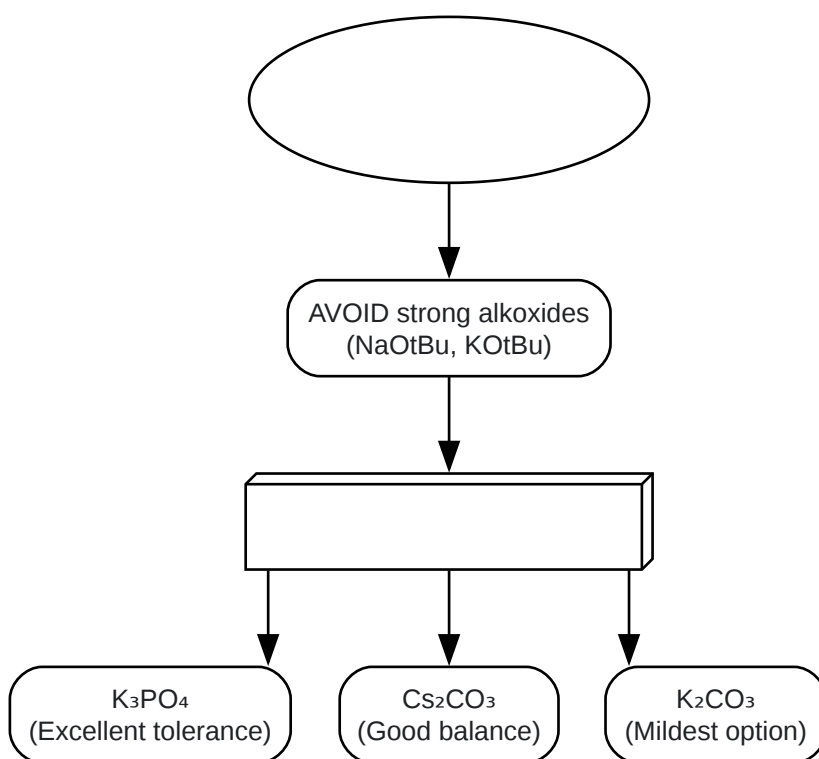 AVOID strong alkoxides
(NaOtBu, KOtBu)
K₃PO₄
(Excellent tolerance)
Cs₂CO₃
(Good balance)
K₂CO₃
(Mildest option)